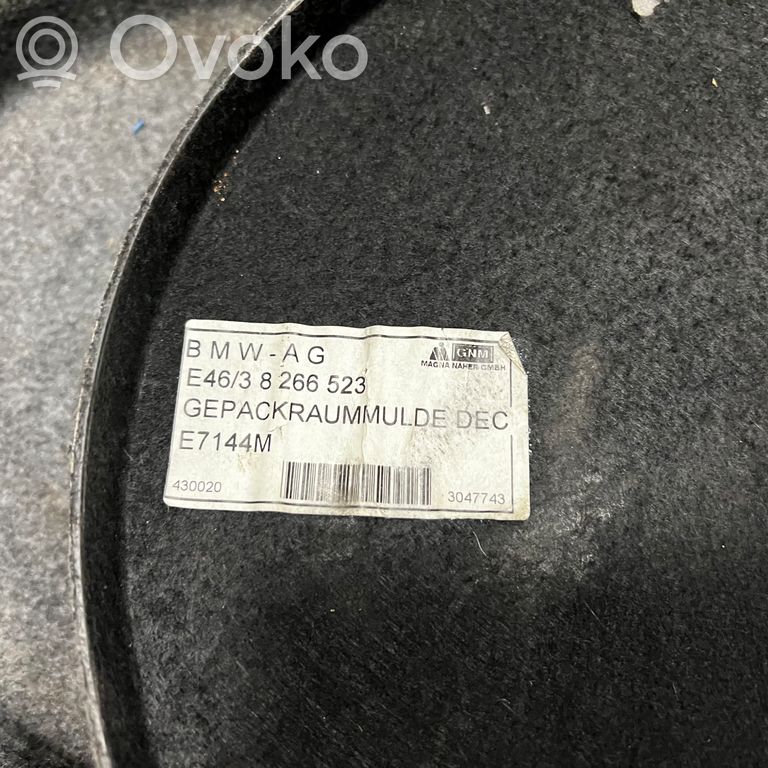 Ovoko
BMW-AG
GNM
MAGNA NAHER GMBH
E46/3 8 266 523
GEPACKRAUMMULDE DEC
E7144M
430020
3047743